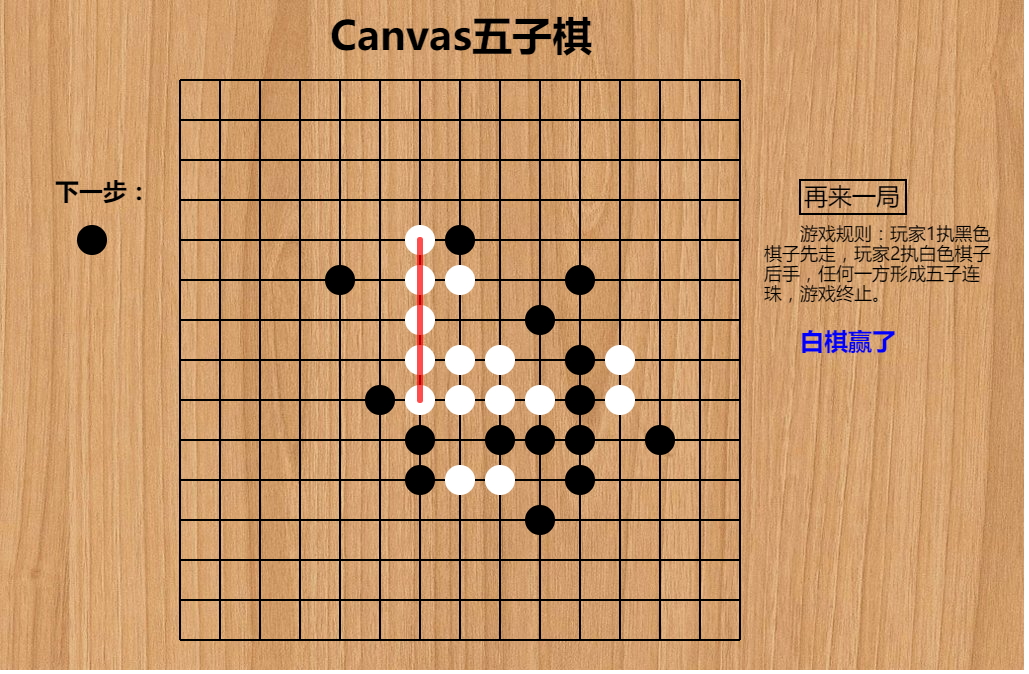 Canvas五子棋
下一步：
再来一局
游戏规则：玩家1执黑色
棋子先走，玩家2执白色棋子
后手，任何一方形成五子连
珠，游戏终止。
白棋赢了